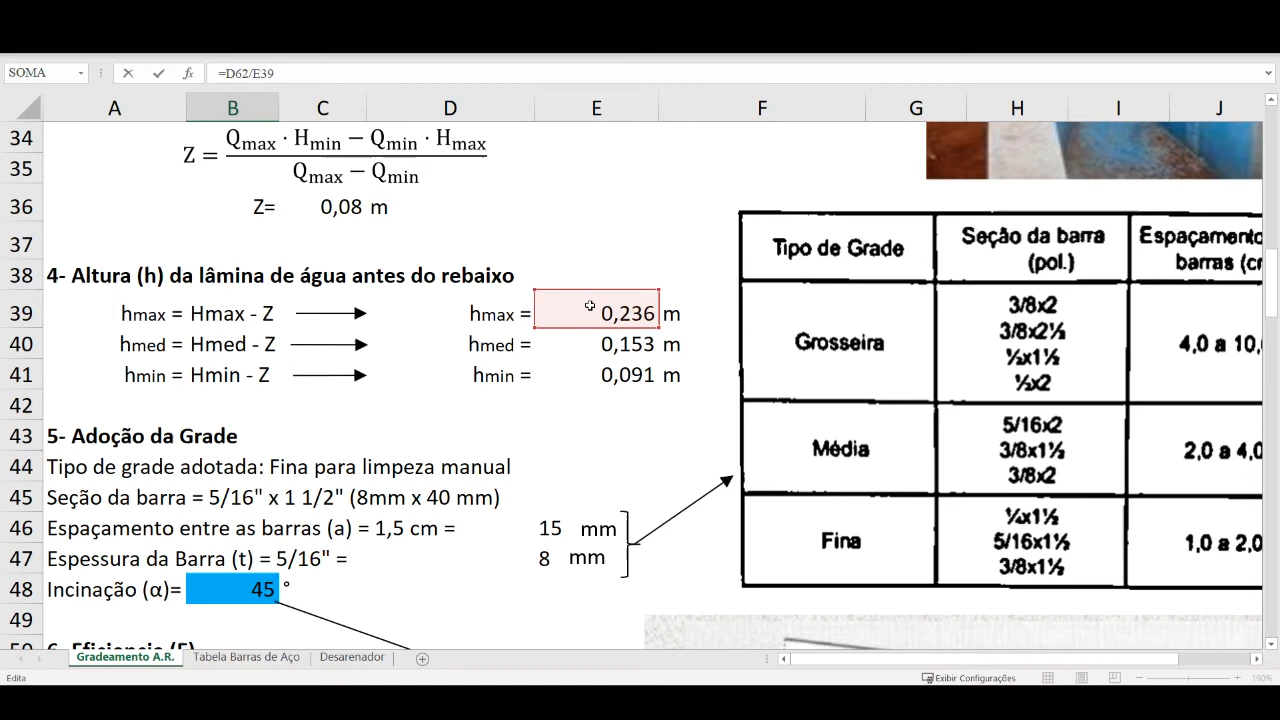 SOMA
=D62/E39
A B C D E F G H I J
34
35
Z = Qmax · Hmin − Qmin · Hmax
Qmax − Qmin
36 Z= 0,08 m
37
38 4- Altura (h) da lâmina de água antes do rebaixo
39 hmax = Hmax - Z hmax = 0,236 m
40 hmed = Hmed - Z hmed = 0,153 m
41 hmin = Hmin - Z hmin = 0,091 m
42
43 5- Adoção da Grade
44 Tipo de grade adotada: Fina para limpeza manual
45 Seção da barra = 5/16" x 1 1/2" (8mm x 40 mm)
46 Espaçamento entre as barras (a) = 1,5 cm = 15 mm
47 Espessura da Barra (t) = 5/16" = 8 mm
48 Incinação (α)= 45 °
49
Tipo de Grade
Seção da barra
(pol.)
Espaçamento
barras (cm
Grosseira
3/8x2
3/8x2½
½x1½
½x2
4,0 a 10,
Média
5/16x2
3/8x1½
3/8x2
2,0 a 4,0
Fina
¼x1½
5/16x1½
3/8x1½
1,0 a 2,0
Gradeamento A.R. Tabela Barras de Aço Desarenador
Edita
Exibir Configurações
190%